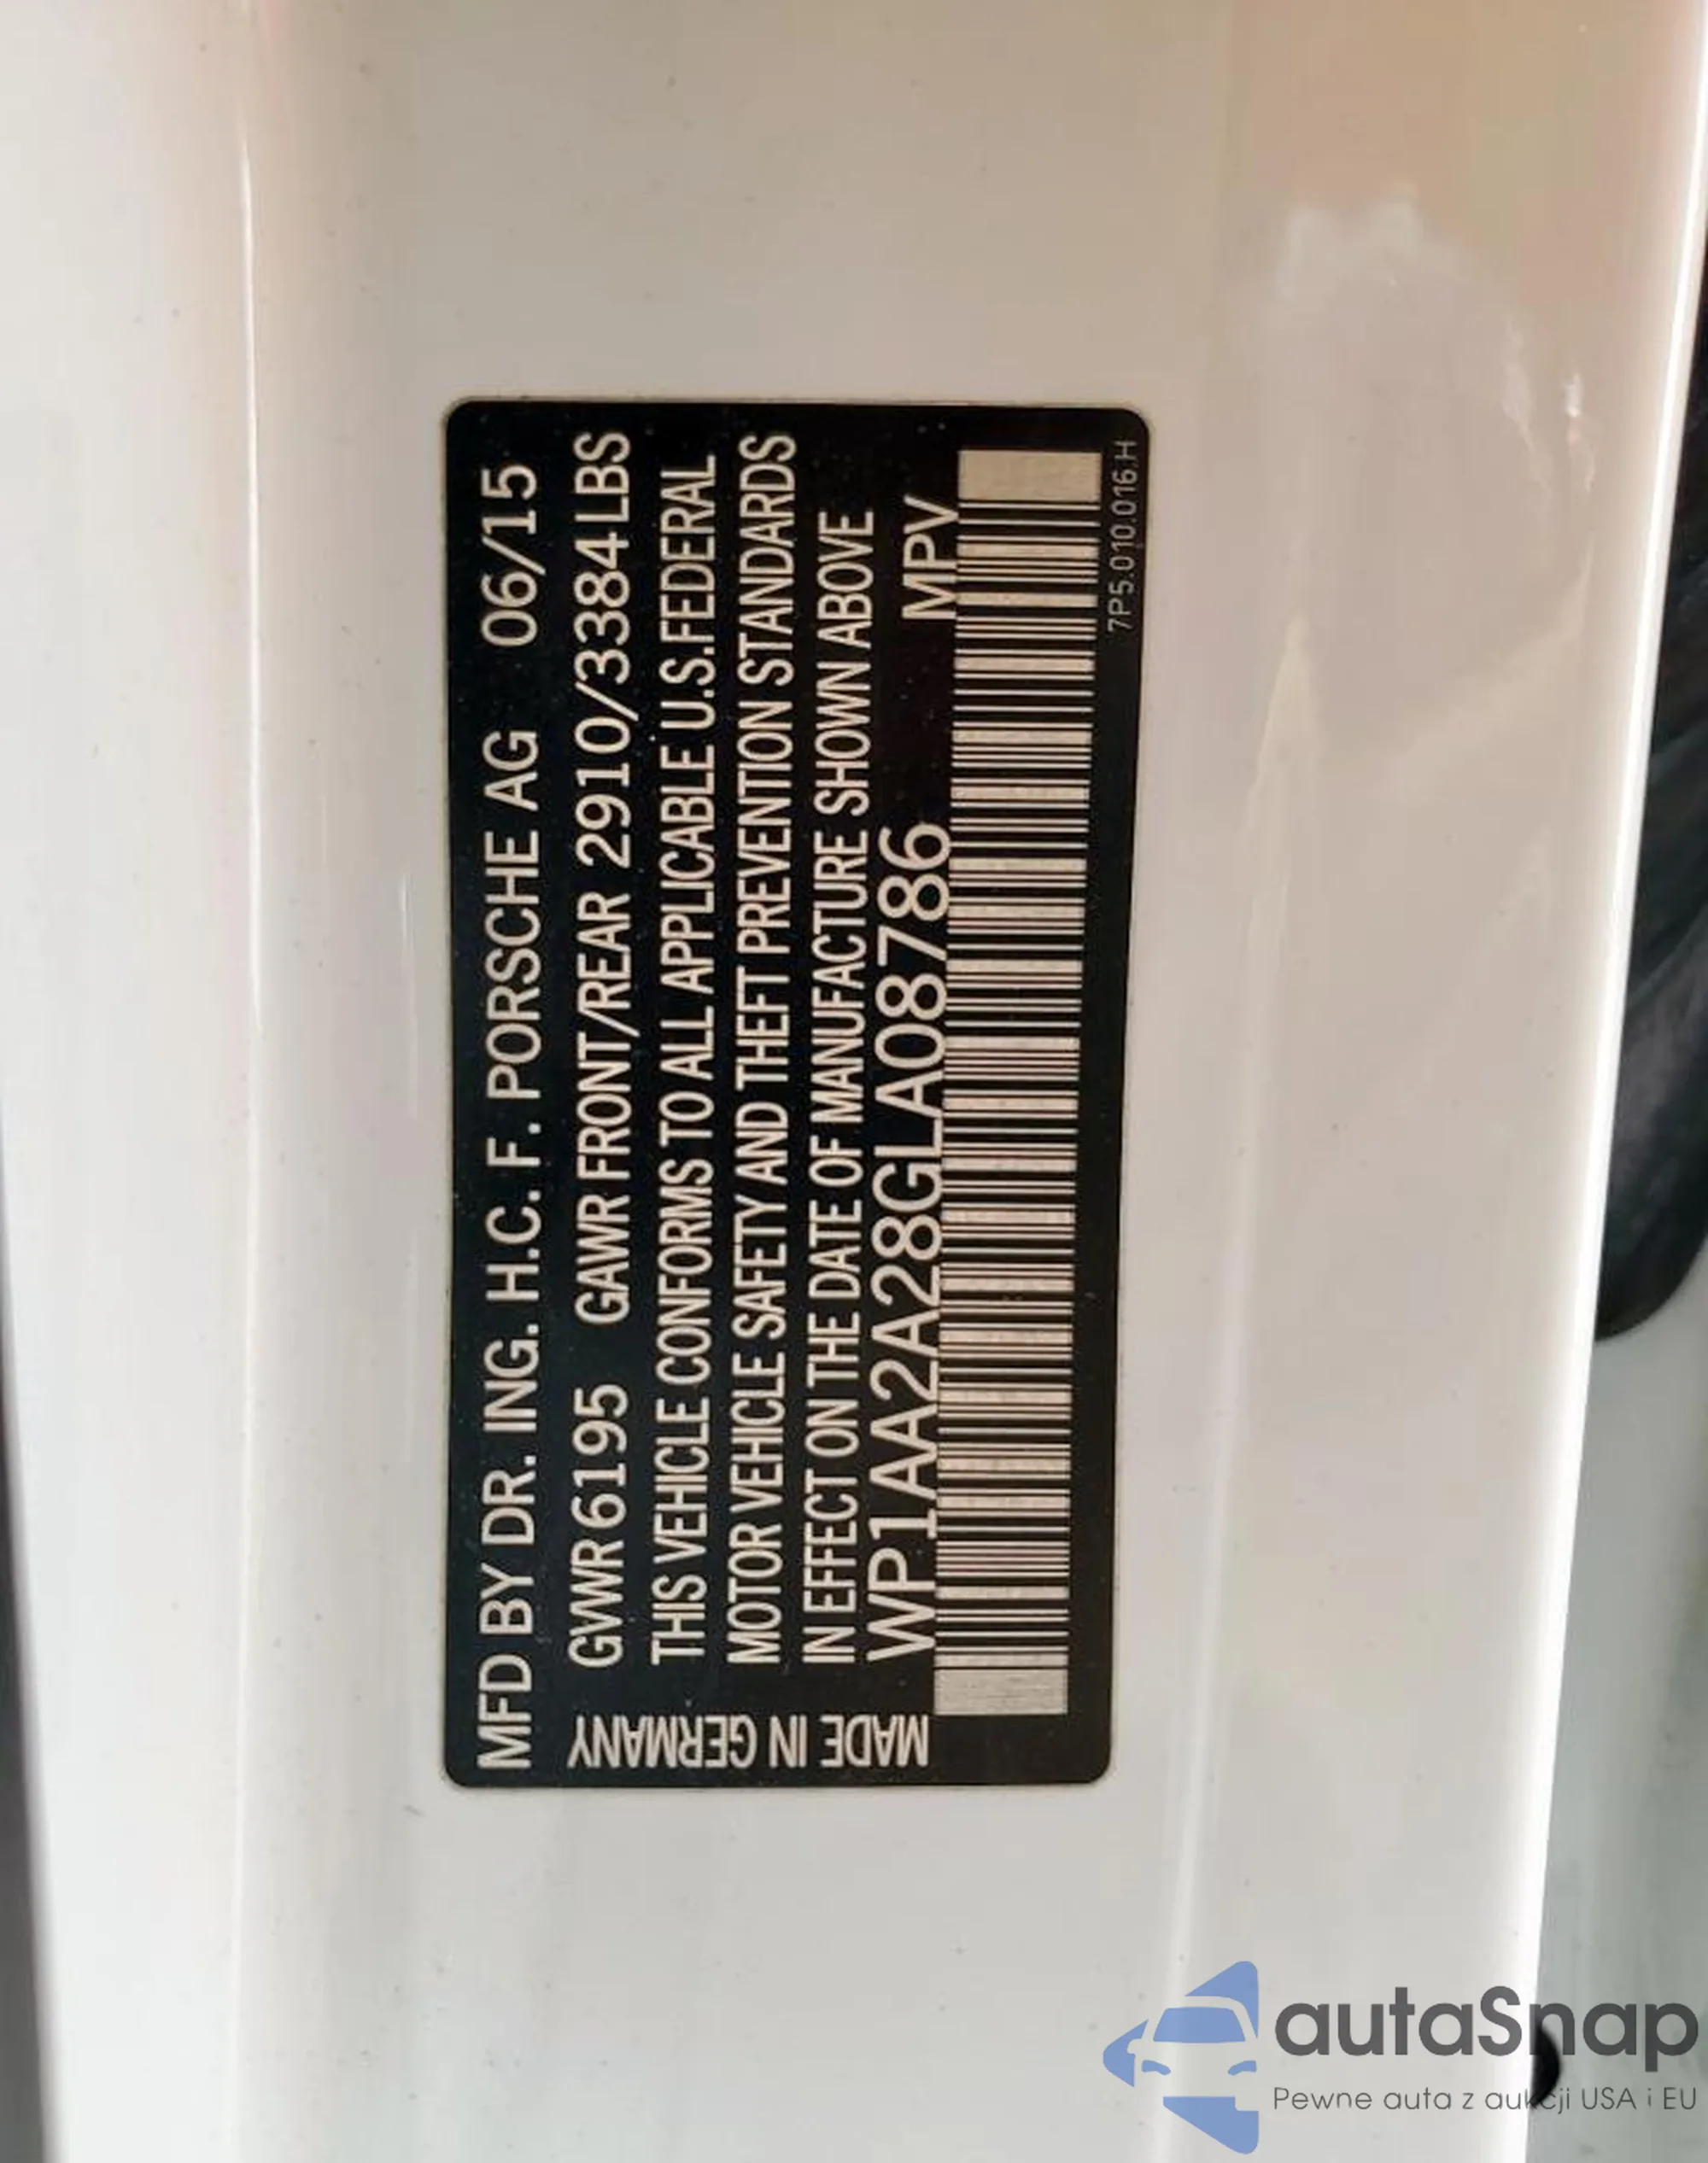 MFD BY DR. ING. H.C. F. PORSCHE AG 06/15
GVWR 6195 GAWR FRONT/REAR 2910/3384 LBS
THIS VEHICLE CONFORMS TO ALL APPLICABLE U.S.FEDERAL
MOTOR VEHICLE SAFETY AND THEFT PREVENTION STANDARDS
IN EFFECT ON THE DATE OF MANUFACTURE SHOWN ABOVE
WP1AA2A28GLA08786 MPV
7P5.010.016.H
MADE IN GERMANY
autaSnap
Pewne auta z aukcji USA i EU